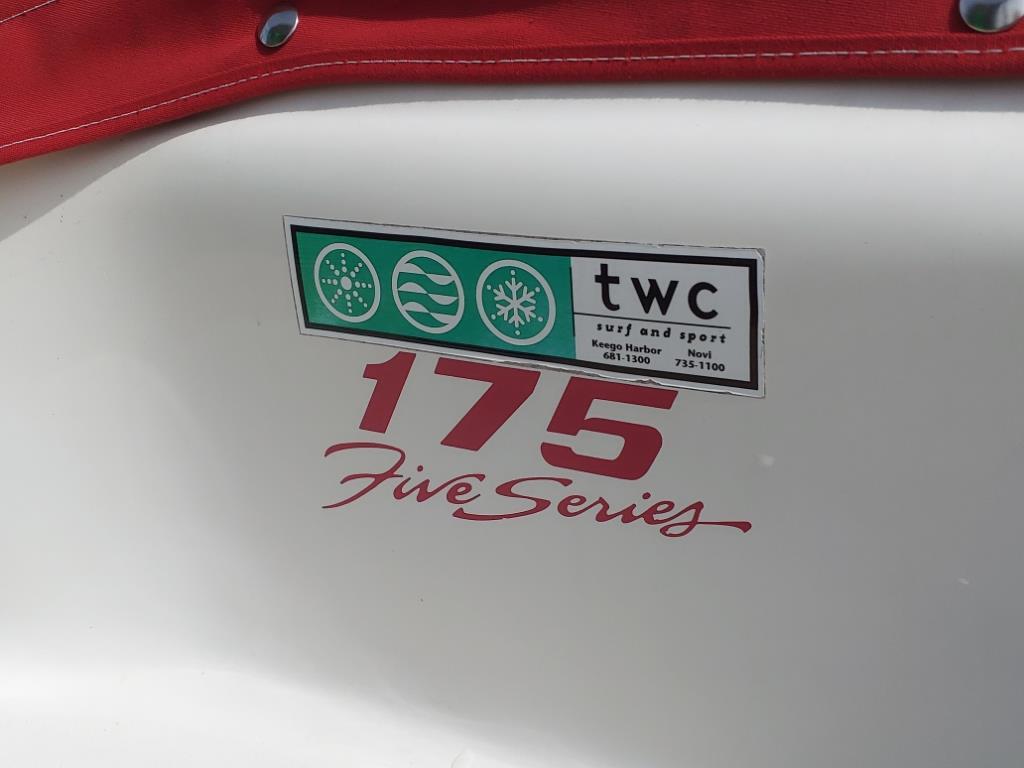 twc
surf and sport
Keego Harbor Novi
681-1300 735-1100
175
Five Series